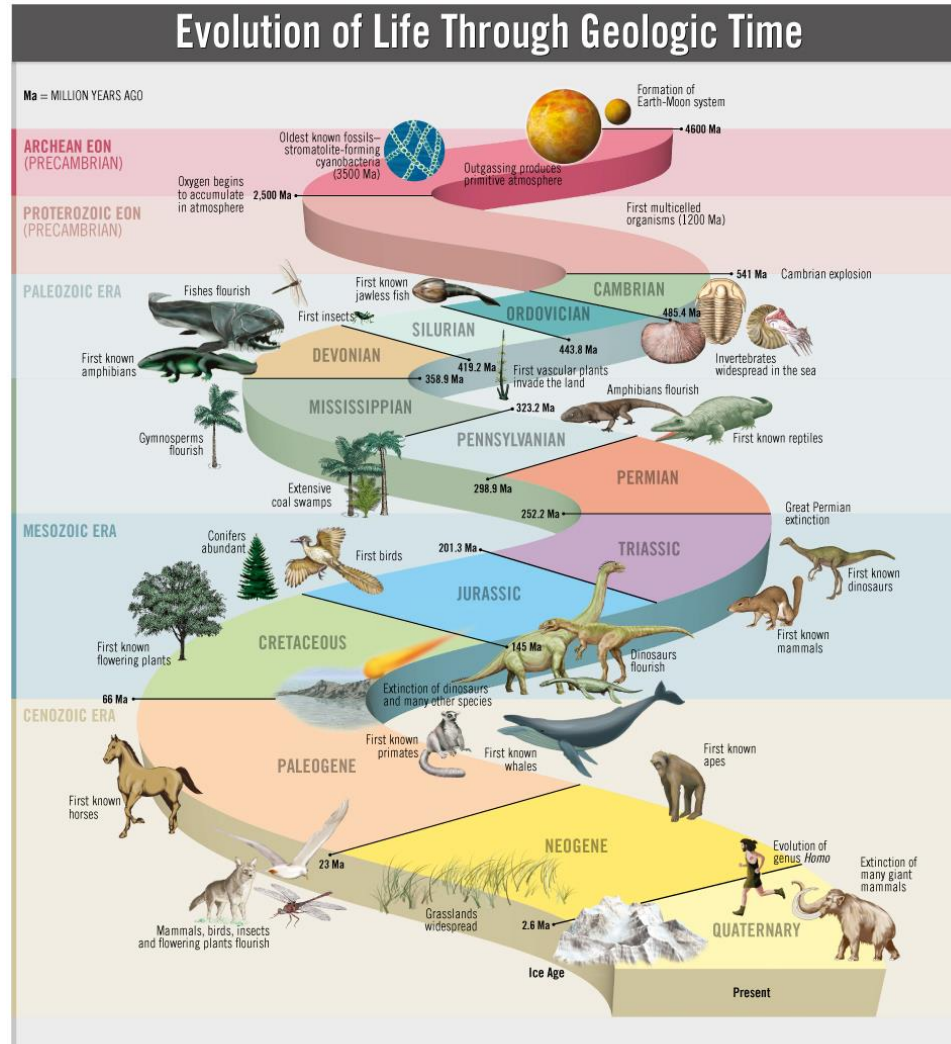 Evolution of Life Through Geologic Time
Ma = MILLION YEARS AGO
Formation of
Earth-Moon system
4600 Ma
ARCHEAN EON
(PRECAMBRIAN)
Oldest known fossils–
stromatolite-forming
cyanobacteria
(3500 Ma)
Outgassing produces
primitive atmosphere
Oxygen begins
to accumulate
in atmosphere
2,500 Ma
PROTEROZOIC EON
(PRECAMBRIAN)
First multicelled
organisms (1200 Ma)
541 Ma
Cambrian explosion
PALEOZOIC ERA
Fishes flourish
First known
jawless fish
CAMBRIAN
First insects
SILURIAN
ORDOVICIAN
485.4 Ma
DEVONIAN
443.8 Ma
First known
amphibians
419.2 Ma
358.9 Ma
First vascular plants
invade the land
Invertebrates
widespread in the sea
MISSISSIPPIAN
323.2 Ma
Amphibians flourish
Gymnosperms
flourish
PENNSYLVANIAN
First known reptiles
Extensive
coal swamps
298.9 Ma
PERMIAN
252.2 Ma
Great Permian
extinction
MESOZOIC ERA
Conifers
abundant
First birds
201.3 Ma
TRIASSIC
First known
dinosaurs
JURASSIC
First known
mammals
First known
flowering plants
CRETACEOUS
145 Ma
Dinosaurs
flourish
66 Ma
Extinction of dinosaurs
and many other species
CENOZOIC ERA
First known
primates
First known
whales
First known
apes
PALEOGENE
First known
horses
23 Ma
NEOGENE
Evolution of
genus Homo
Extinction of
many giant
mammals
Mammals, birds, insects
and flowering plants flourish
Grasslands
widespread
2.6 Ma
QUATERNARY
Ice Age
Present